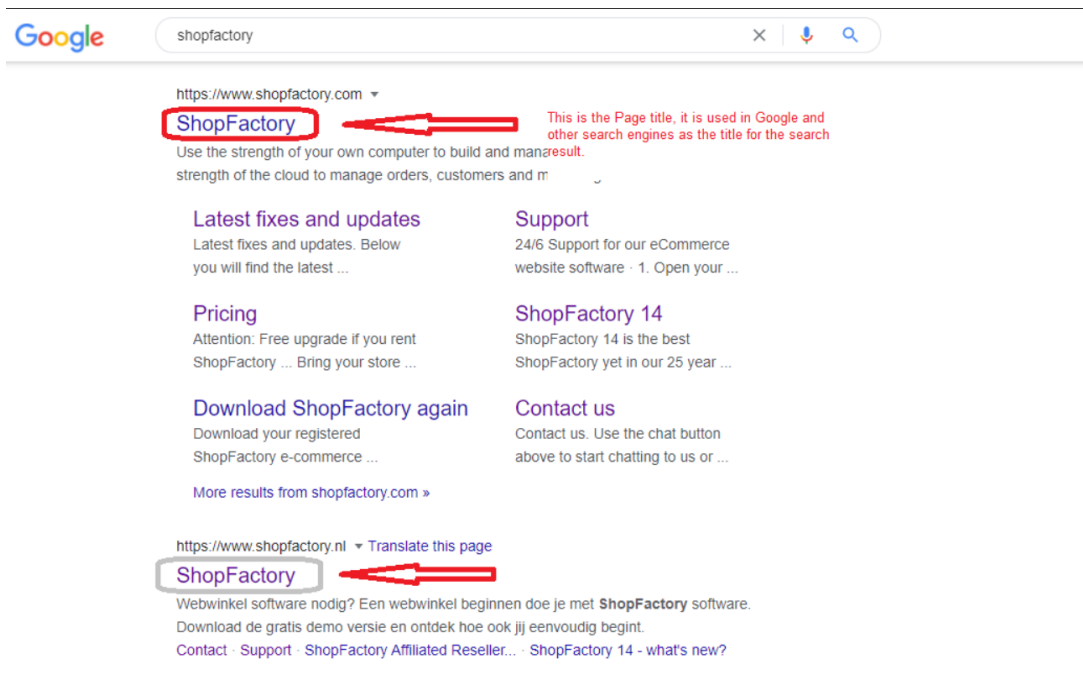 Google
shopfactory
https://www.shopfactory.com
ShopFactory
This is the Page title, it is used in Google and
other search engines as the title for the search
result.
Use the strength of your own computer to build and
strength of the cloud to manage orders, customers and
Latest fixes and updates
Latest fixes and updates. Below
you will find the latest ...
Support
24/6 Support for our eCommerce
website software · 1. Open your ...
Pricing
Attention: Free upgrade if you rent
ShopFactory ... Bring your store ...
ShopFactory 14
ShopFactory 14 is the best
ShopFactory yet in our 25 year ...
Download ShopFactory again
Download your registered
ShopFactory e-commerce ...
Contact us
Contact us. Use the chat button
above to start chatting to us or ...
More results from shopfactory.com »
https://www.shopfactory.nl Translate this page
ShopFactory
Webwinkel software nodig? Een webwinkel beginnen doe je met ShopFactory software.
Download de gratis demo versie en ontdek hoe ook jij eenvoudig begint.
Contact · Support · ShopFactory Affiliated Reseller... · ShopFactory 14 - what's new?